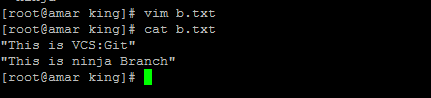 [root@amar king]# vim b.txt
[root@amar king]# cat b.txt
"This is VCS:Git"
"This is ninja Branch"
[root@amar king]#